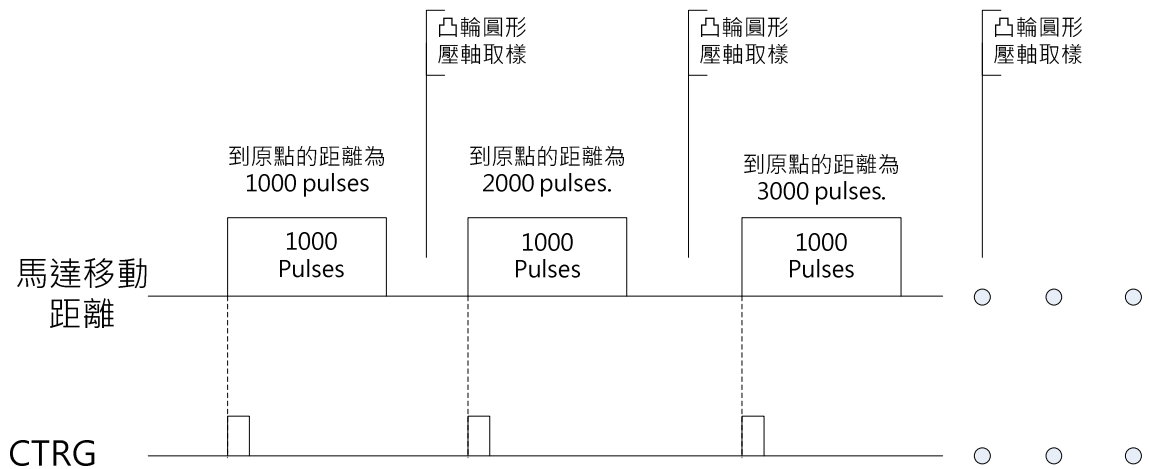 凸輪圓形
壓軸取樣
凸輪圓形
壓軸取樣
凸輪圓形
壓軸取樣
到原點的距離為
1000 pulses
到原點的距離為
2000 pulses.
到原點的距離為
3000 pulses.
1000
Pulses
1000
Pulses
1000
Pulses
馬達移動
距離
CTRG